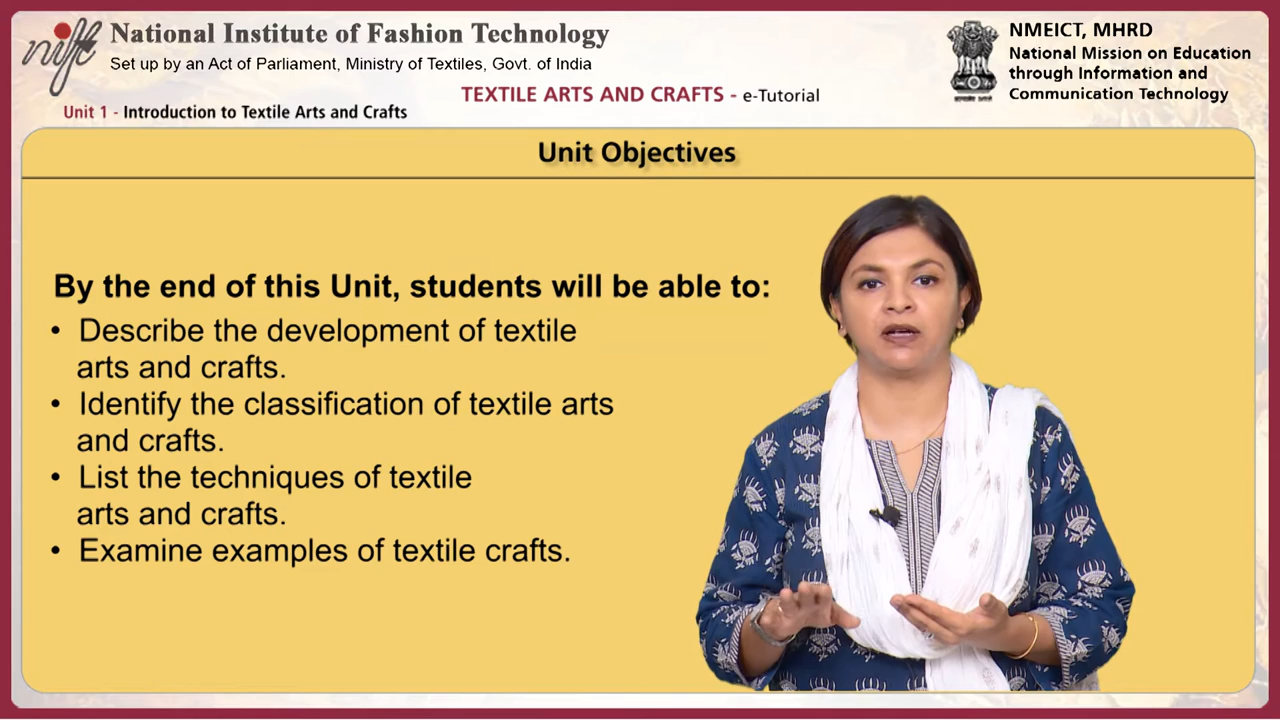 nift
National Institute of Fashion Technology
Set up by an Act of Parliament, Ministry of Textiles, Govt. of India
NMEICT, MHRD
National Mission on Education
through Information and
Communication Technology
TEXTILE ARTS AND CRAFTS - e-Tutorial
Unit 1 - Introduction to Textile Arts and Crafts
Unit Objectives
By the end of this Unit, students will be able to:
• Describe the development of textile
arts and crafts.
• Identify the classification of textile arts
and crafts.
• List the techniques of textile
arts and crafts.
• Examine examples of textile crafts.